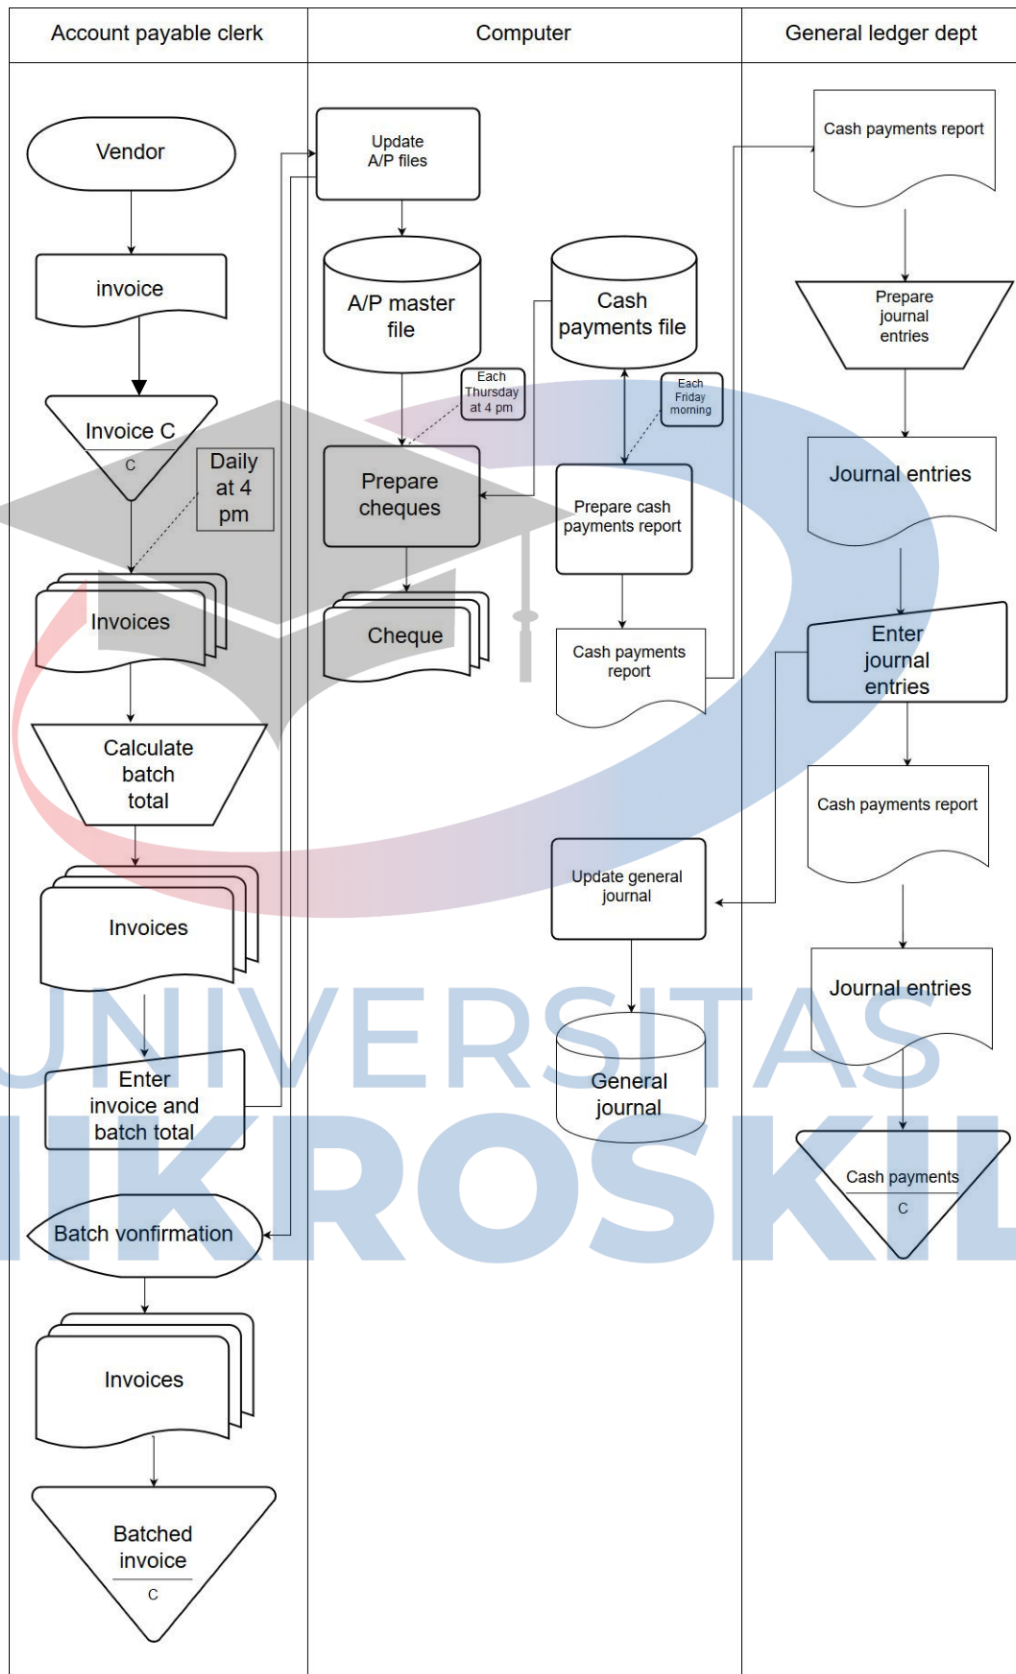 Account payable clerk
Computer
General ledger dept
Vendor
invoice
Invoice C
C
Daily
at 4
pm
Invoices
Calculate
batch
total
Invoices
Enter
invoice and
batch total
Batch vonfirmation
Invoices
Batched
invoice
C
Update
A/P files
A/P master
file
Cash
payments file
Each
Thursday
at 4 pm
Each
Friday
morning
Prepare
cheques
Prepare cash
payments report
Cheque
Cash payments
report
Update general
journal
General
journal
Cash payments report
Prepare
journal
entries
Journal entries
Enter
journal
entries
Cash payments report
Journal entries
Cash payments
C
UNIVERSITAS
MIKROSKIL